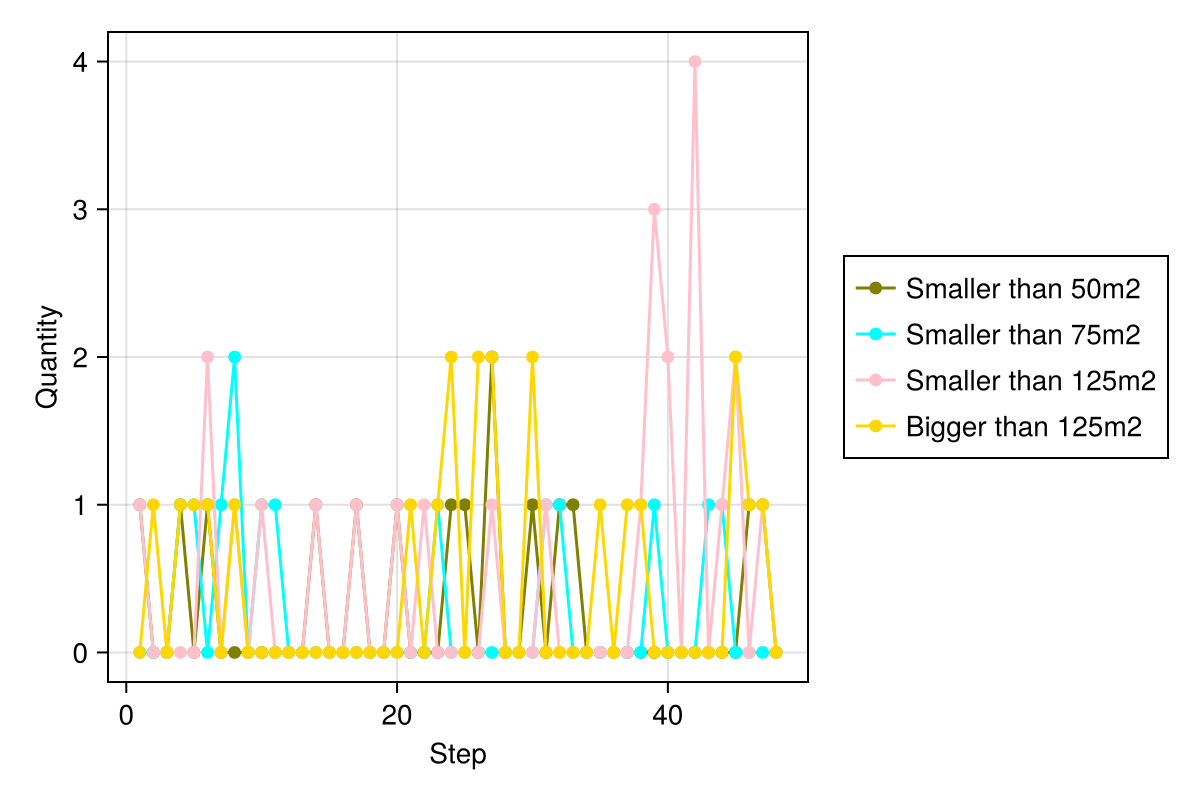 4
3
2
1
0
Quantity
0 20 40
Step
Smaller than 50m2
Smaller than 75m2
Smaller than 125m2
Bigger than 125m2